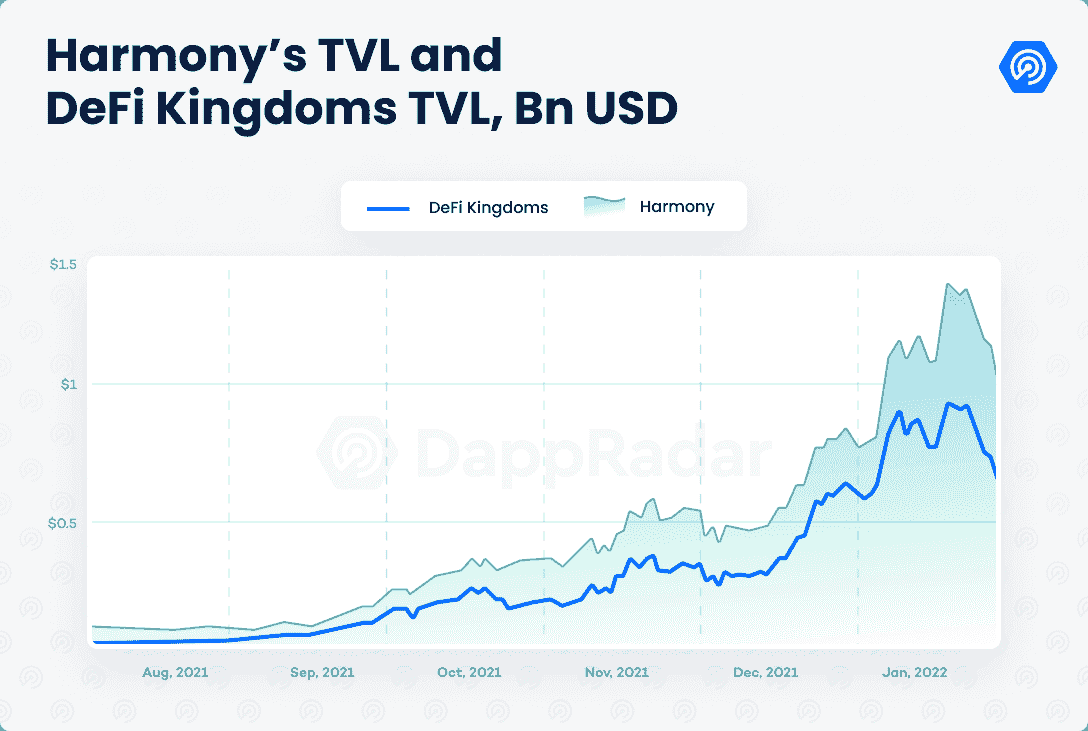 Harmony’s TVL and
DeFi Kingdoms TVL, Bn USD
DeFi Kingdoms
Harmony
$1.5
$1
$0.5
DappRadar
Aug, 2021
Sep, 2021
Oct, 2021
Nov, 2021
Dec, 2021
Jan, 2022